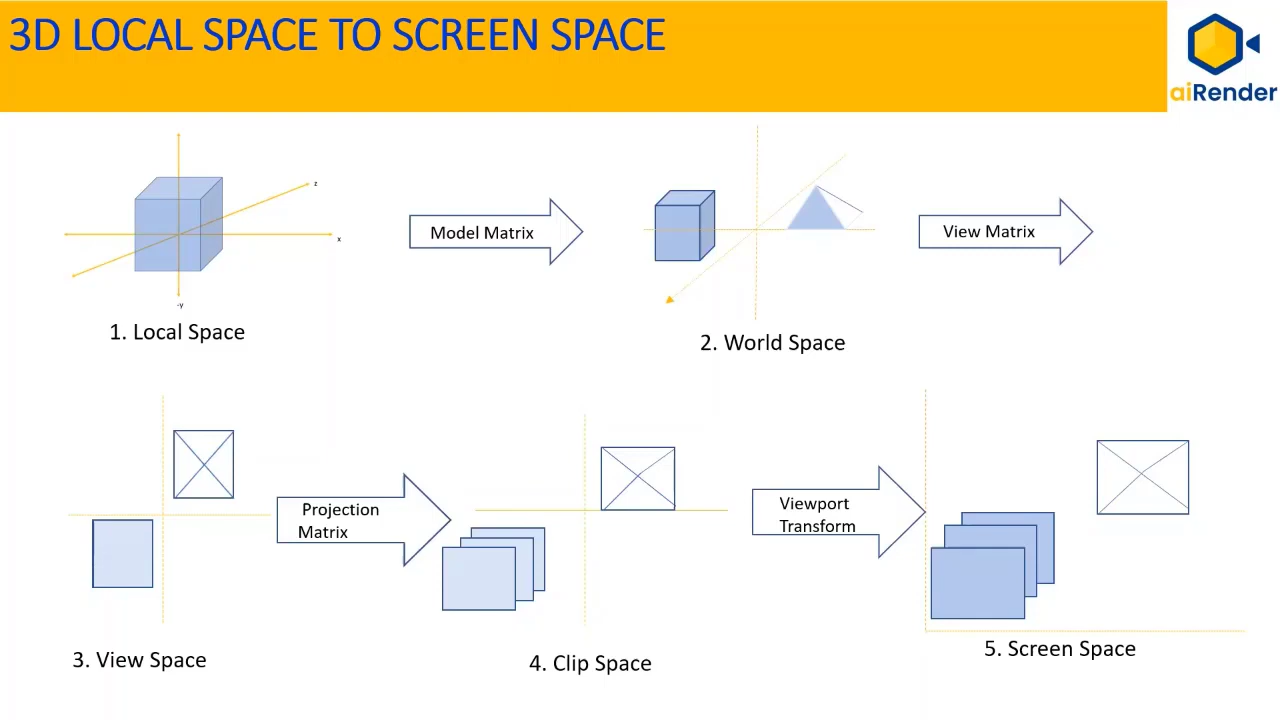 3D LOCAL SPACE TO SCREEN SPACE
aiRender
z
x
-y
Model Matrix
View Matrix
1. Local Space
2. World Space
Projection
Matrix
Viewport
Transform
3. View Space
4. Clip Space
5. Screen Space